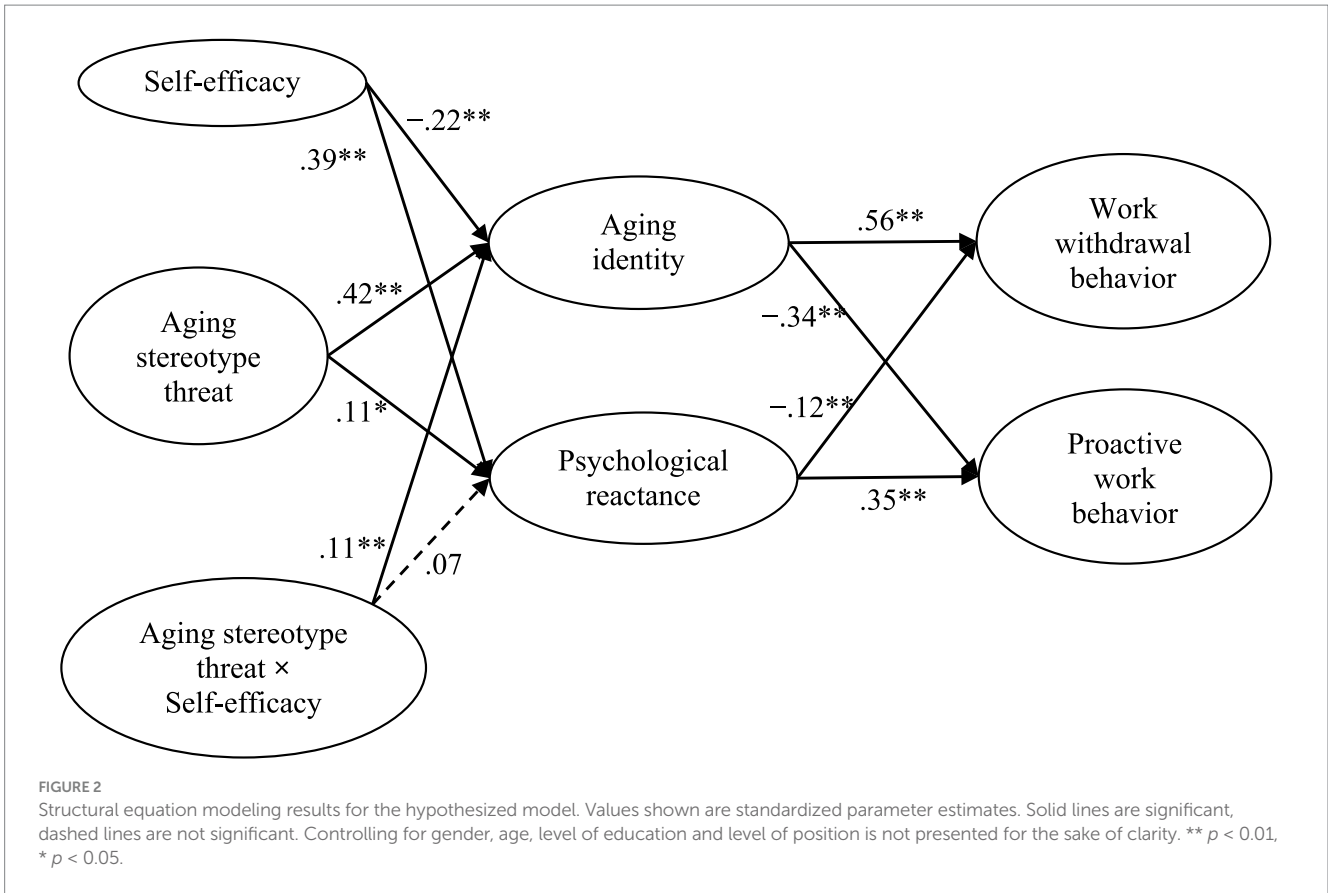 Self-efficacy
−.22**
.39**
Aging
identity
.56**
Work
withdrawal
behavior
.42**
Aging
stereotype
threat
−.34**
.11*
−.12**
Psychological
reactance
.35**
Proactive
work
behavior
.11**
.07
Aging stereotype
threat ×
Self-efficacy
FIGURE 2
Structural equation modeling results for the hypothesized model. Values shown are standardized parameter estimates. Solid lines are significant,
dashed lines are not significant. Controlling for gender, age, level of education and level of position is not presented for the sake of clarity. ** p < 0.01,
* p < 0.05.